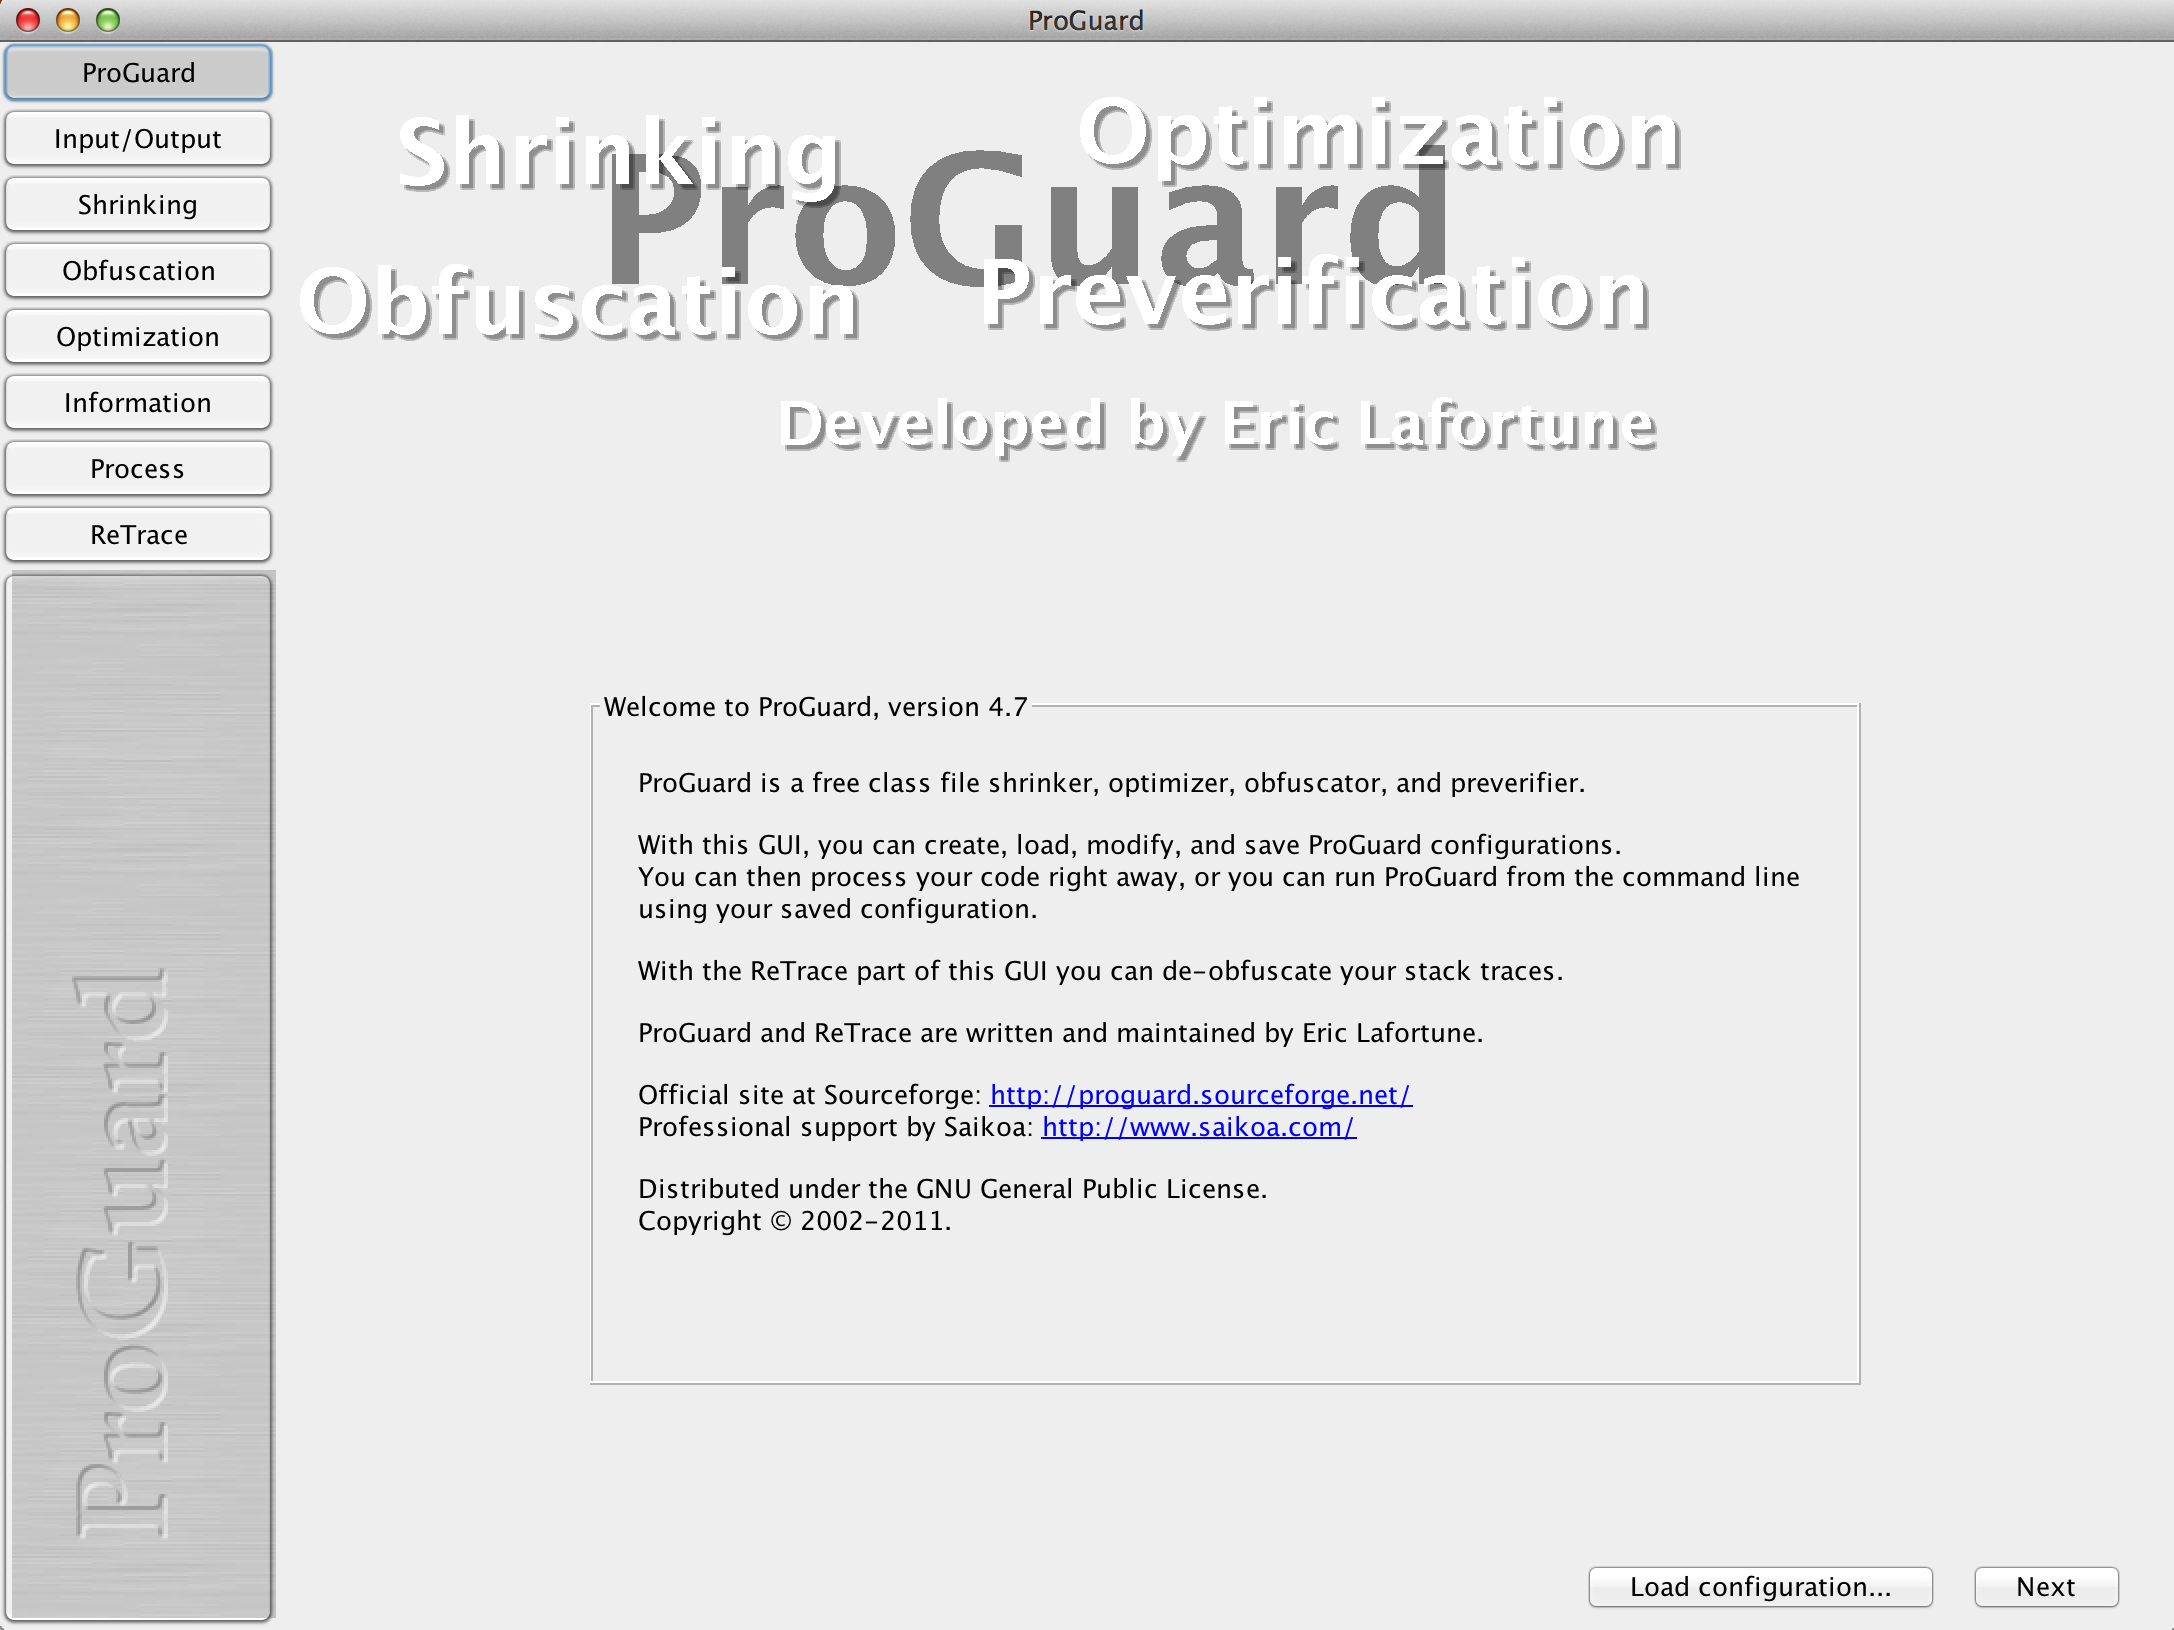 ProGuard
ProGuard
Input/Output
Shrinking
Obfuscation
Optimization
Information
Process
ReTrace
ProGuard
Shrinking
Optimization
ProGuard
Obfuscation
Preverification
Developed by Eric Lafortune
Welcome to ProGuard, version 4.7
ProGuard is a free class file shrinker, optimizer, obfuscator, and preverifier.
With this GUI, you can create, load, modify, and save ProGuard configurations.
You can then process your code right away, or you can run ProGuard from the command line
using your saved configuration.
With the ReTrace part of this GUI you can de-obfuscate your stack traces.
ProGuard and ReTrace are written and maintained by Eric Lafortune.
Official site at Sourceforge: http://proguard.sourceforge.net/
Professional support by Saikoa: http://www.saikoa.com/
Distributed under the GNU General Public License.
Copyright © 2002-2011.
Load configuration...
Next